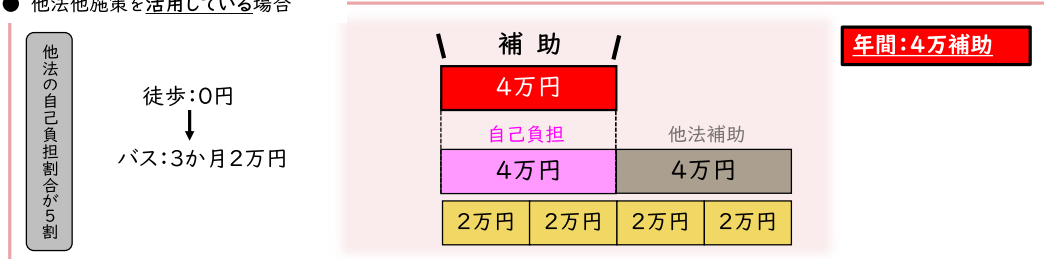 ● 他法他施策を活用している場合
他法の自己負担割合が5割
徒歩：0円
バス：3か月2万円
補 助
4万円
自己負担
他法補助
4万円
4万円
2万円
2万円
2万円
2万円
年間：4万補助